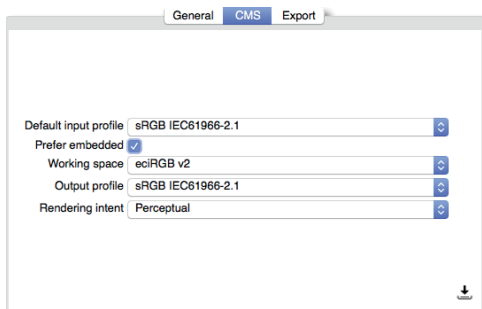 General CMS Export
Default input profile sRGB IEC61966-2.1
Prefer embedded
Working space eciRGB v2
Output profile sRGB IEC61966-2.1
Rendering intent Perceptual